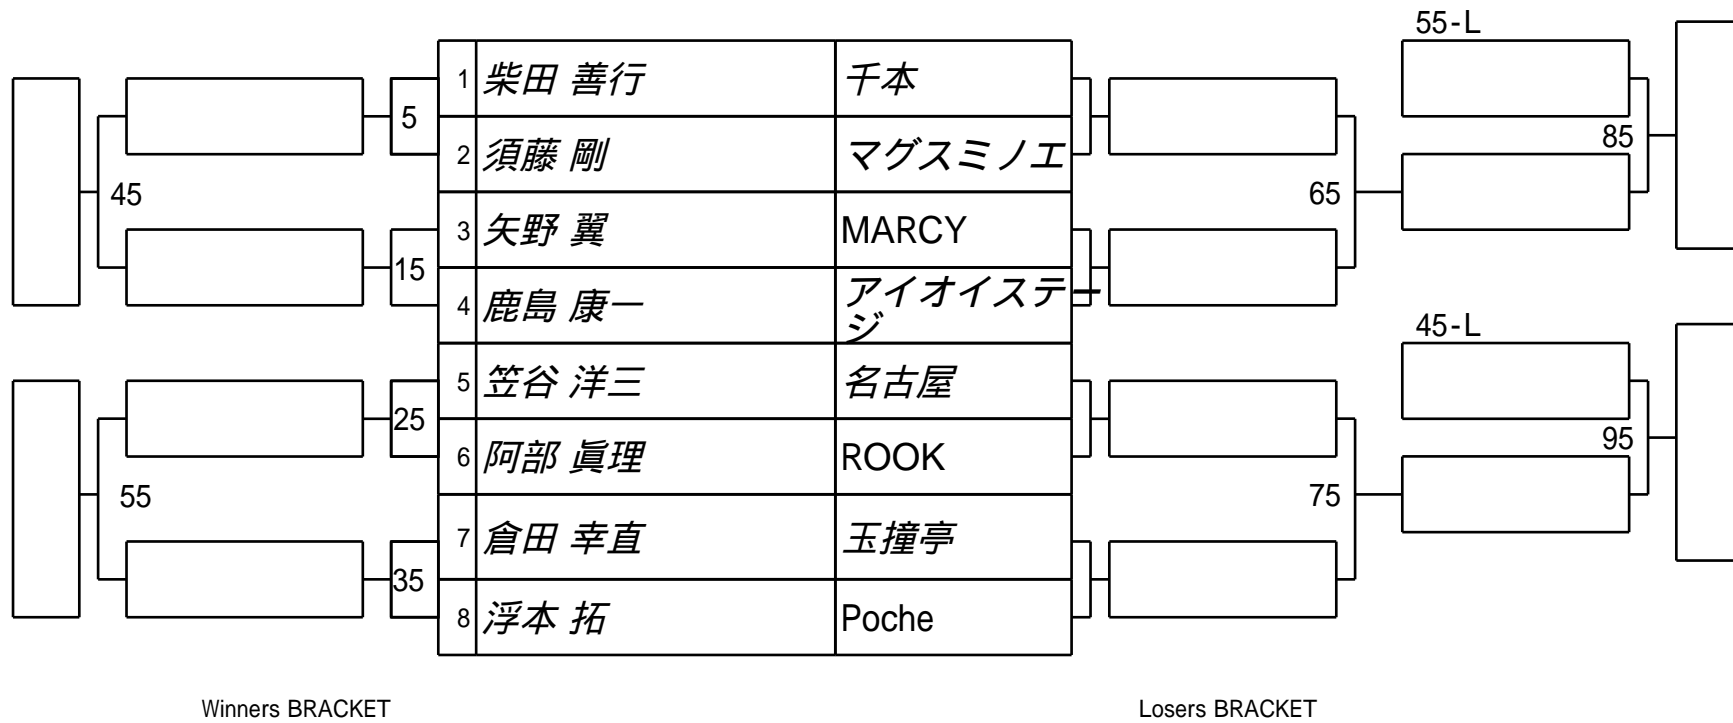 55-L
1 柴田 善行 千本
5
85
2 須藤 剛 マグスミノエ
45
65
3 矢野 翼 MARCY
15
4 鹿島 康一 アイオイステー
ジ
45-L
5 笠谷 洋三 名古屋
25
95
6 阿部 眞理 ROOK
55
75
7 倉田 幸直 玉撞亭
35
8 浮本 拓 Poche
Winners BRACKET
Losers BRACKET